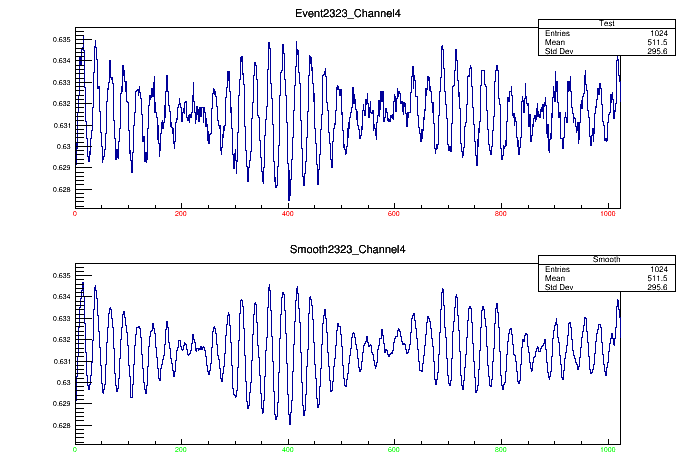 Event2323_Channel4
Test
Entries 1024
Mean 511.5
Std Dev 295.6
0.635
0.634
0.633
0.632
0.631
0.63
0.629
0.628
0 200 400 600 800 1000
Smooth2323_Channel4
Smooth
Entries 1024
Mean 511.5
Std Dev 295.6
0.635
0.634
0.633
0.632
0.631
0.63
0.629
0.628
0 200 400 600 800 1000